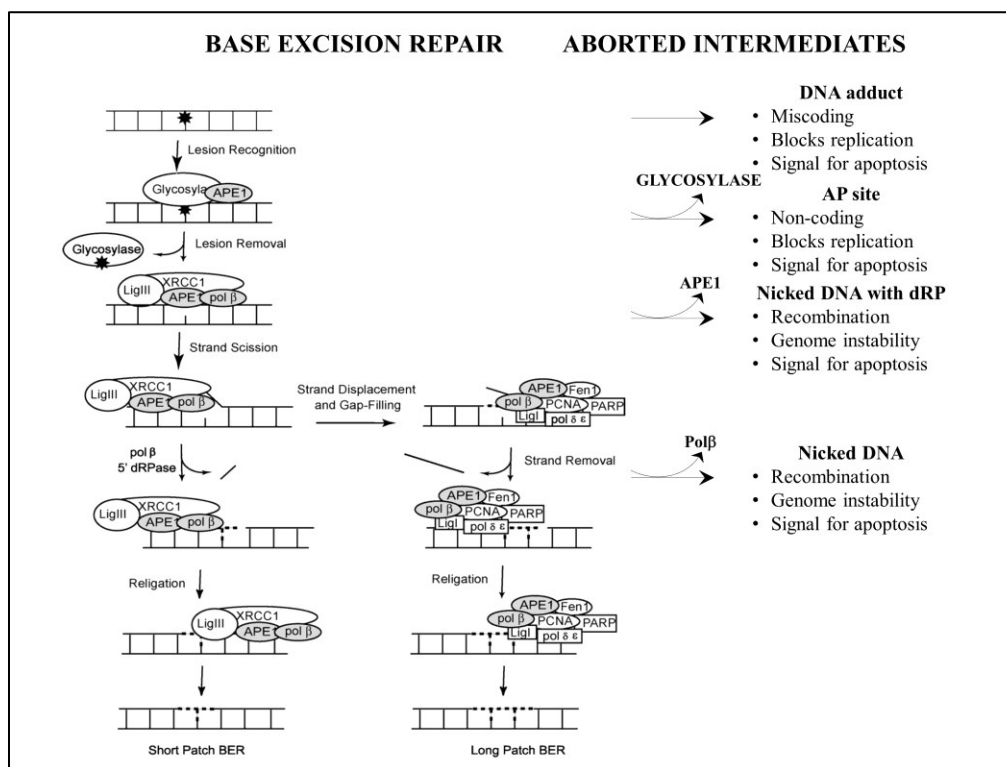 BASE EXCISION REPAIR
ABORTED INTERMEDIATES
Lesion Recognition
Glycosyla
APE1
Glycosylase
Lesion Removal
LigIII
XRCC1
APE1
pol β
Strand Scission
LigIII
XRCC1
APE1
pol β
Strand Displacement
and Gap-Filling
APE1
Fen1
pol β
PCNA
PARP
LigI
pol δ ε
pol β
5' dRPase
Strand Removal
LigIII
XRCC1
APE1
pol β
APE1
Fen1
pol β
PCNA
PARP
LigI
pol δ ε
Religation
Religation
LigIII
XRCC1
APE1
pol β
APE1
Fen1
pol β
PCNA
PARP
LigI
pol δ ε
Short Patch BER
Long Patch BER
DNA adduct
• Miscoding
• Blocks replication
• Signal for apoptosis
GLYCOSYLASE
AP site
• Non-coding
• Blocks replication
• Signal for apoptosis
APE1
Nicked DNA with dRP
• Recombination
• Genome instability
• Signal for apoptosis
Polβ
Nicked DNA
• Recombination
• Genome instability
• Signal for apoptosis